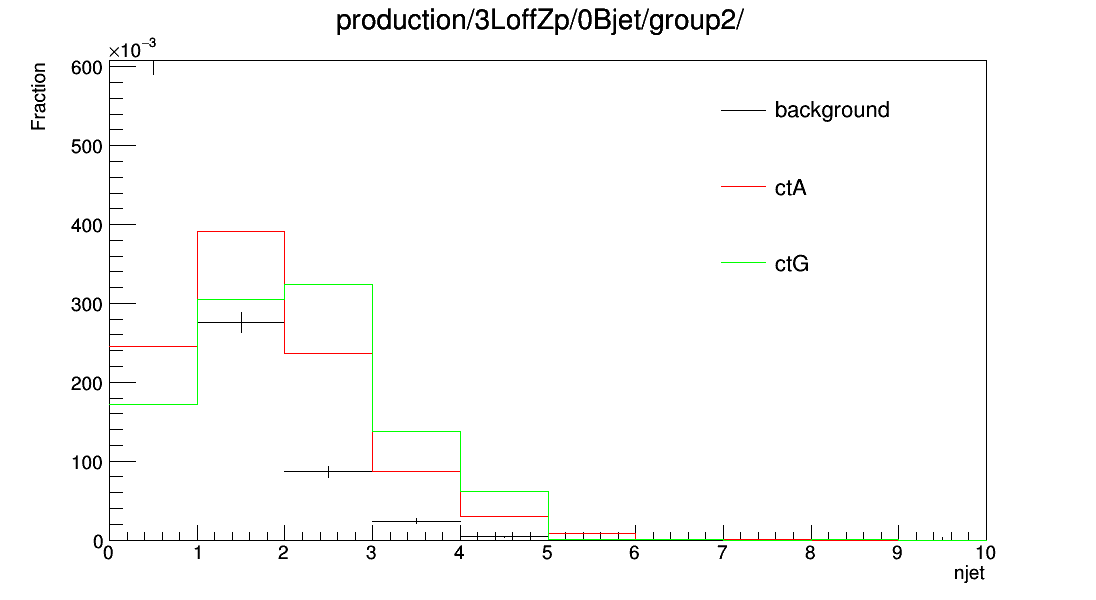 production/3LoffZp/0Bjet/group2/
×10⁻³
Fraction
600
500
400
300
200
100
0
background
ctA
ctG
0 1 2 3 4 5 6 7 8 9 10
njet